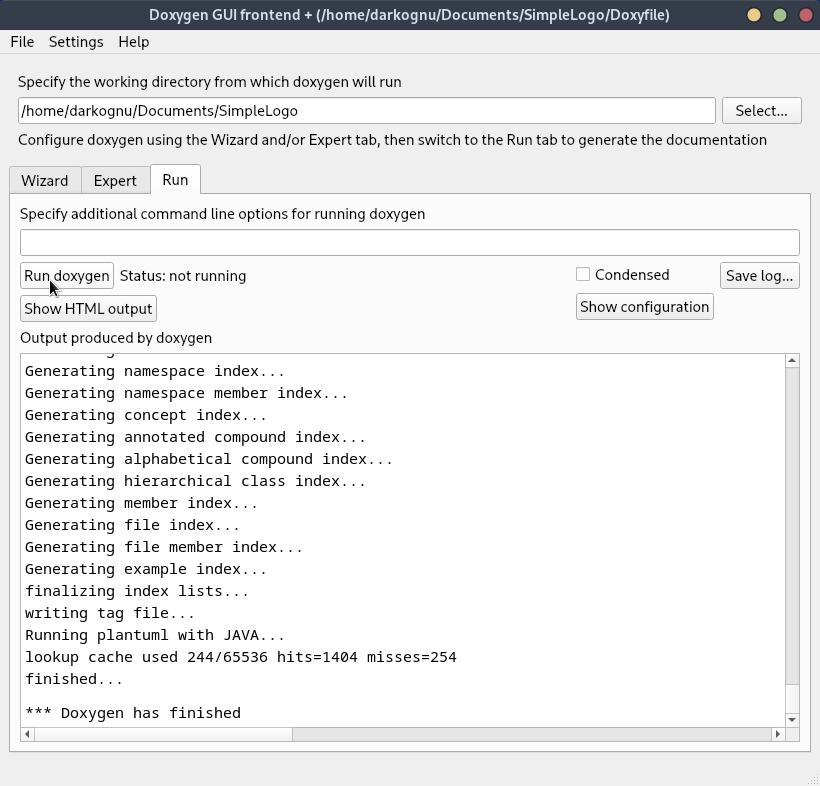 Doxygen GUI frontend + (/home/darkognu/Documents/SimpleLogo/Doxyfile)
File Settings Help
Specify the working directory from which doxygen will run
/home/darkognu/Documents/SimpleLogo Select...
Configure doxygen using the Wizard and/or Expert tab, then switch to the Run tab to generate the documentation
Wizard Expert Run
Specify additional command line options for running doxygen
Run doxygen Status: not running Condensed Save log...
Show HTML output Show configuration
Output produced by doxygen
Generating namespace index...
Generating namespace member index...
Generating concept index...
Generating annotated compound index...
Generating alphabetical compound index...
Generating hierarchical class index...
Generating member index...
Generating file index...
Generating file member index...
Generating example index...
finalizing index lists...
writing tag file...
Running plantuml with JAVA...
lookup cache used 244/65536 hits=1404 misses=254
finished...
*** Doxygen has finished